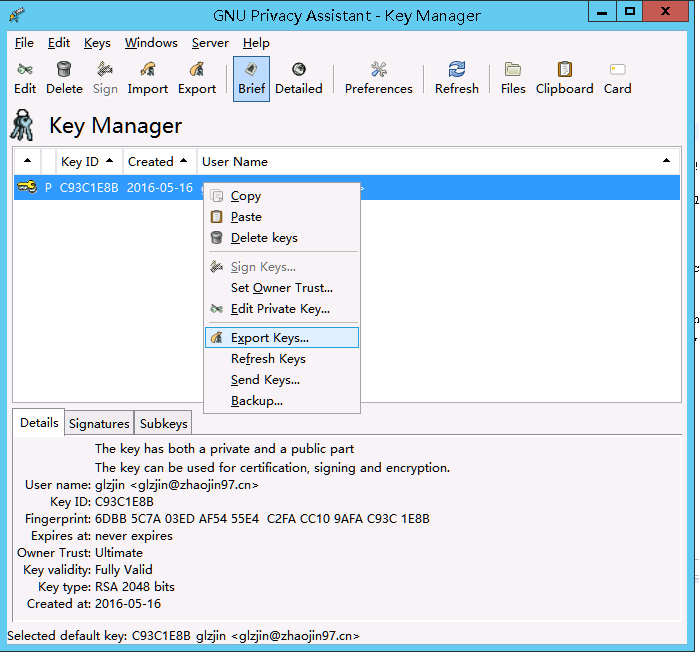 GNU Privacy Assistant - Key Manager
File Edit Keys Windows Server Help
Edit Delete Sign Import Export Brief Detailed Preferences Refresh Files Clipboard Card
Key Manager
Key ID Created User Name
P C93C1E8B 2016-05-16
Copy
Paste
Delete keys
Sign Keys...
Set Owner Trust...
Edit Private Key...
Export Keys...
Refresh Keys
Send Keys...
Backup...
Details Signatures Subkeys
The key has both a private and a public part
The key can be used for certification, signing and encryption.
User name: glzjin <glzjin@zhaojin97.cn>
Key ID: C93C1E8B
Fingerprint: 6DBB 5C7A 03ED AF54 55E4  C2FA CC10 9AFA C93C 1E8B
Expires at: never expires
Owner Trust: Ultimate
Key validity: Fully Valid
Key type: RSA 2048 bits
Created at: 2016-05-16
Selected default key: C93C1E8B glzjin <glzjin@zhaojin97.cn>